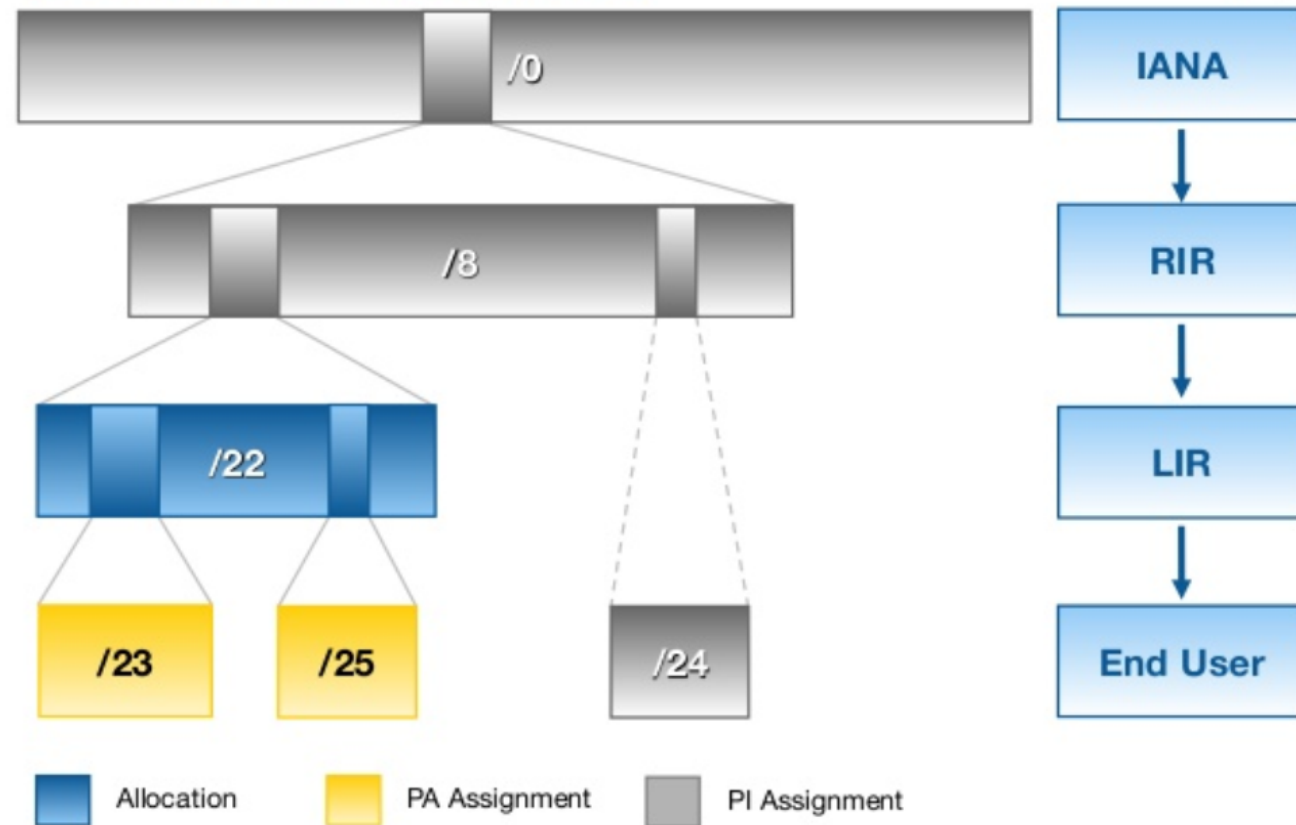 /0
IANA
/8
RIR
/22
LIR
/23
/25
/24
End User
Allocation
PA Assignment
PI Assignment